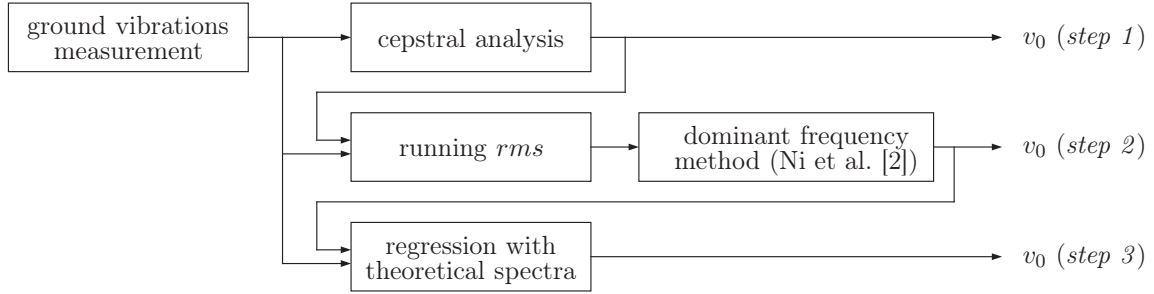 ground vibrations
measurement
cepstral analysis
v0 (step 1)
running rms
dominant frequency
method (Ni et al. [2])
v0 (step 2)
regression with
theoretical spectra
v0 (step 3)